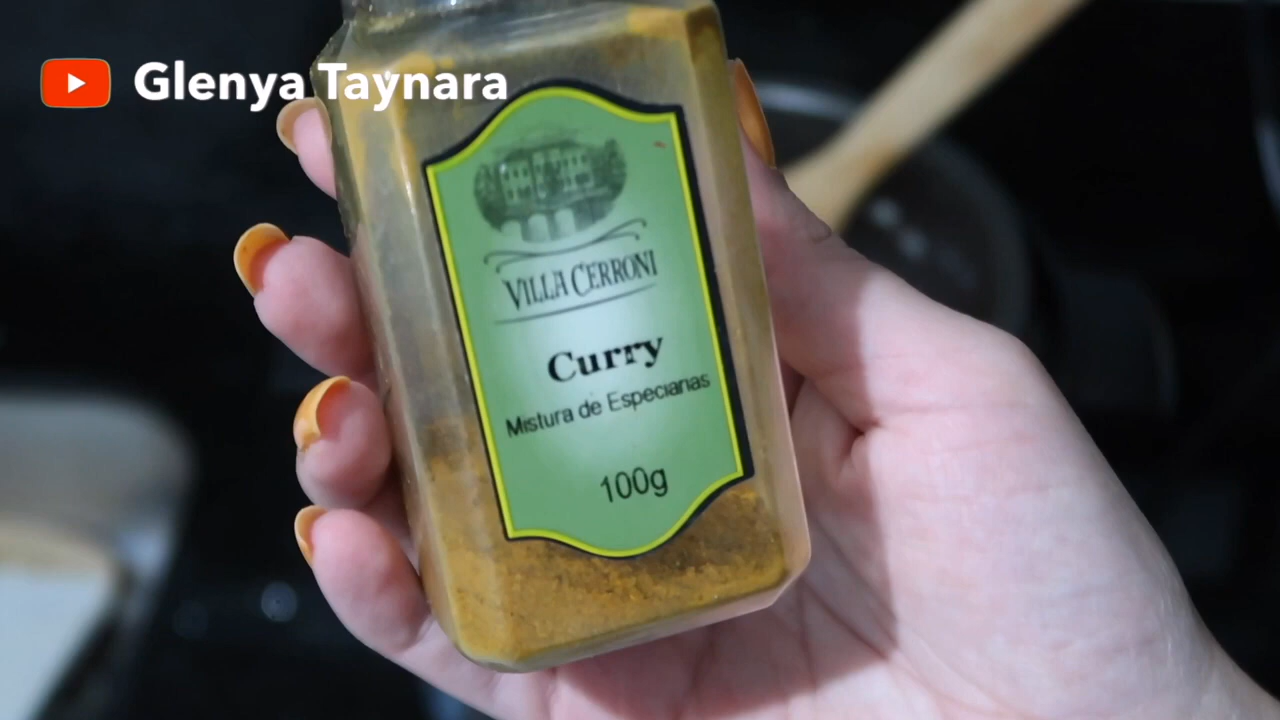 Glenya Taynara
VILLA CERRONI
Curry
Mistura de Especiarias
100g